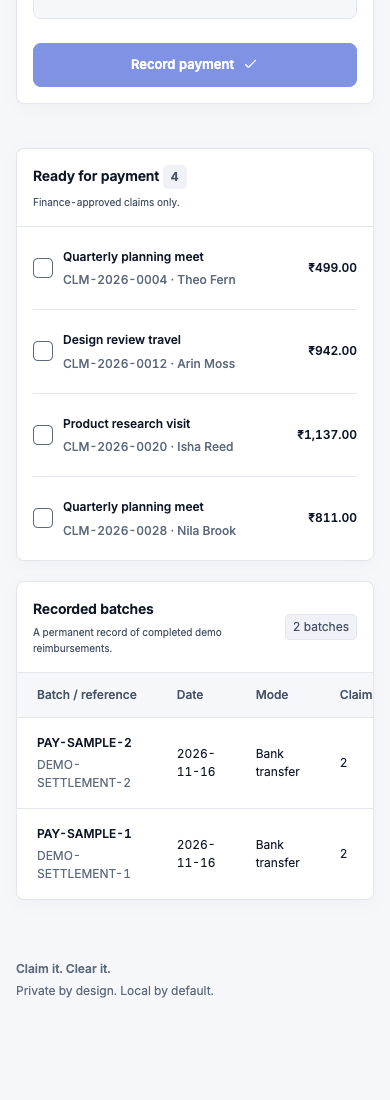 Record payment
Ready for payment 4
Finance-approved claims only.
Quarterly planning meet
CLM-2026-0004 · Theo Fern
₹499.00
Design review travel
CLM-2026-0012 · Arin Moss
₹942.00
Product research visit
CLM-2026-0020 · Isha Reed
₹1,137.00
Quarterly planning meet
CLM-2026-0028 · Nila Brook
₹811.00
Recorded batches
A permanent record of completed demo
reimbursements.
2 batches
Batch / reference Date Mode Claim
PAY-SAMPLE-2
DEMO-
SETTLEMENT-2
2026-
11-16
Bank
transfer
2
PAY-SAMPLE-1
DEMO-
SETTLEMENT-1
2026-
11-16
Bank
transfer
2
Claim it. Clear it.
Private by design. Local by default.